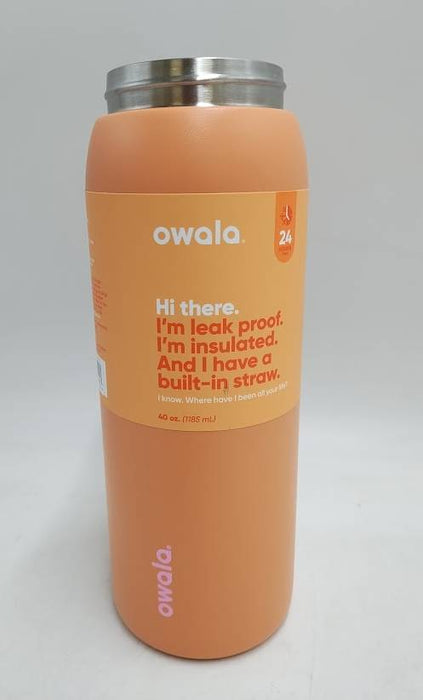 owala.
24
Hi there.
I'm leak proof.
I'm insulated.
And I have a
built-in straw.
I know. Where have I been all your life?
40 oz. (1185 mL)
owala.